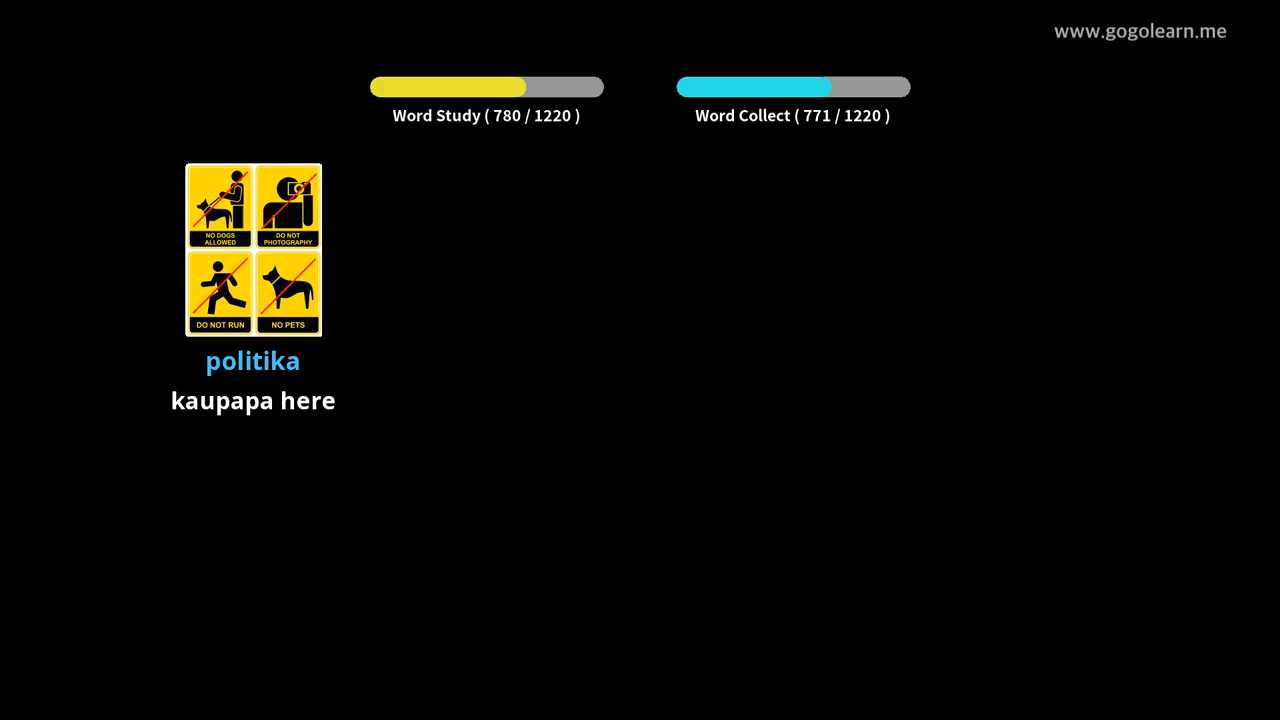 www.gogolearn.me
Word Study ( 780 / 1220 )
Word Collect ( 771 / 1220 )
NO DOGS
ALLOWED
DO NOT
PHOTOGRAPHY
DO NOT RUN
NO PETS
politika
kaupapa here